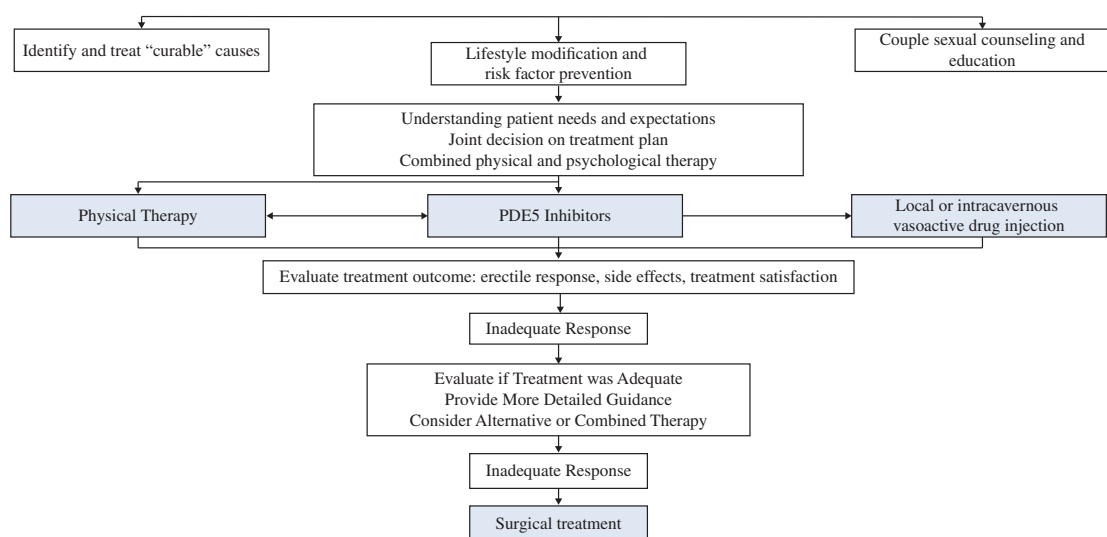 Identify and treat “curable” causes
Lifestyle modification and
risk factor prevention
Couple sexual counseling and
education
Understanding patient needs and expectations
Joint decision on treatment plan
Combined physical and psychological therapy
Physical Therapy
PDE5 Inhibitors
Local or intracavernous
vasoactive drug injection
Evaluate treatment outcome: erectile response, side effects, treatment satisfaction
Inadequate Response
Evaluate if Treatment was Adequate
Provide More Detailed Guidance
Consider Alternative or Combined Therapy
Inadequate Response
Surgical treatment